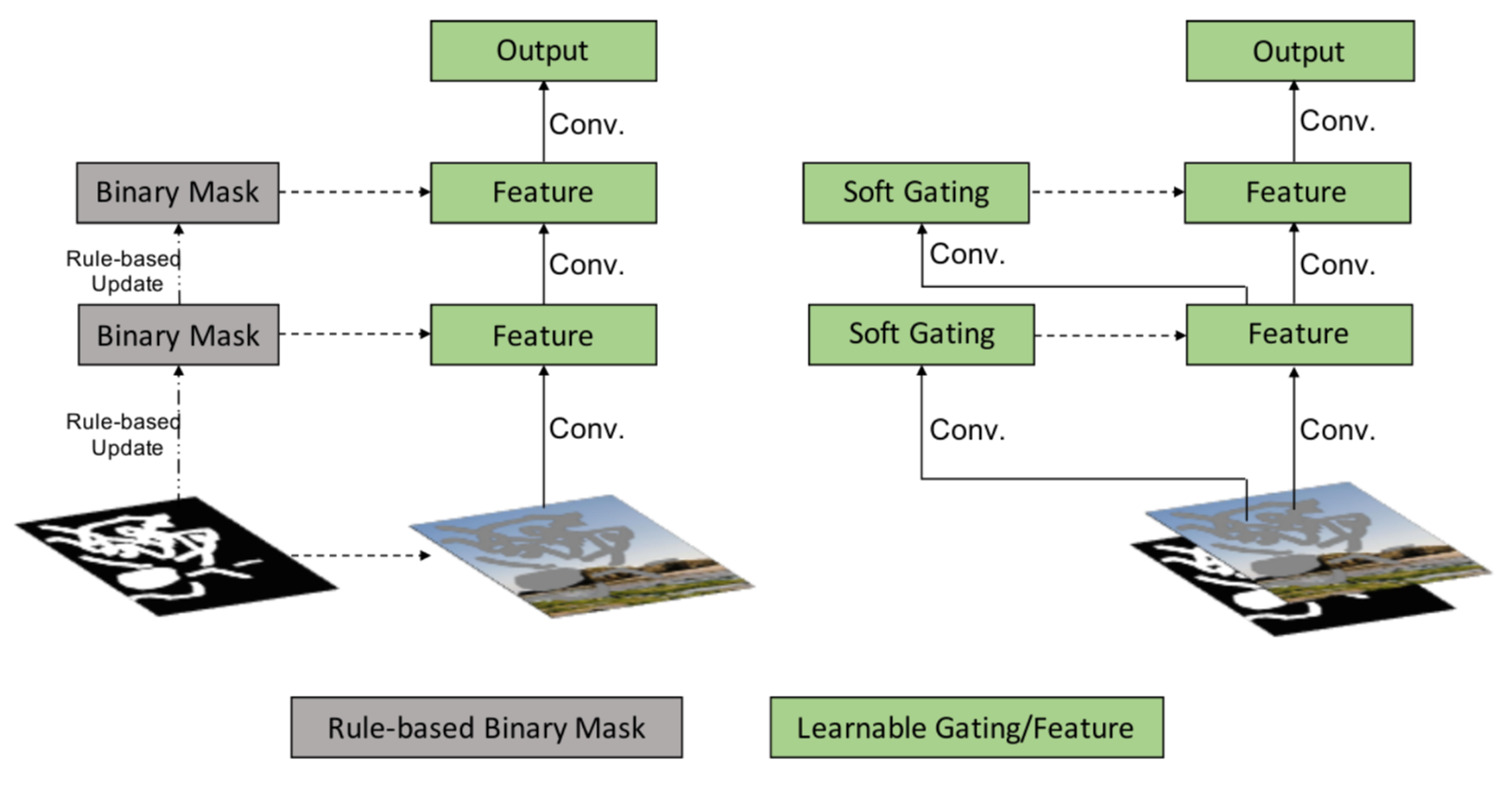 Output
Conv.
Binary Mask
Feature
Rule-based
Update
Conv.
Binary Mask
Feature
Rule-based
Update
Conv.
Output
Conv.
Soft Gating
Feature
Conv.
Conv.
Soft Gating
Feature
Conv.
Conv.
Rule-based Binary Mask
Learnable Gating/Feature